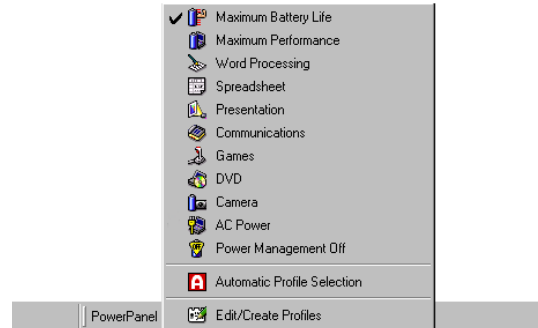 Maximum Battery Life
Maximum Performance
Word Processing
Spreadsheet
Presentation
Communications
Games
DVD
Camera
AC Power
Power Management Off
Automatic Profile Selection
PowerPanel
Edit/Create Profiles